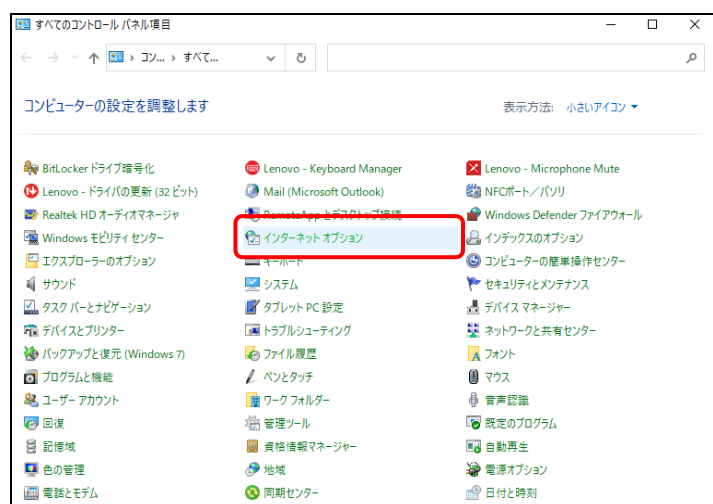 すべてのコントロール パネル項目
コン... すべて...
コンピューターの設定を調整します
表示方法: 小さいアイコン
BitLocker ドライブ暗号化
Lenovo - Keyboard Manager
Lenovo - Microphone Mute
Lenovo - ドライバの更新 (32 ビット)
Mail (Microsoft Outlook)
NFCポート／パソリ
Realtek HD オーディオマネージャ
RemoteApp とデスクトップ接続
Windows Defender ファイアウォール
Windows モビリティ センター
インターネット オプション
インデックスのオプション
エクスプローラーのオプション
キーボード
コンピューターの簡単操作センター
サウンド
システム
セキュリティとメンテナンス
タスク バーとナビゲーション
タブレット PC 設定
デバイス マネージャー
デバイスとプリンター
トラブルシューティング
ネットワークと共有センター
バックアップと復元 (Windows 7)
ファイル履歴
フォント
プログラムと機能
ペンとタッチ
マウス
ユーザー アカウント
ワーク フォルダー
音声認識
回復
管理ツール
既定のプログラム
記憶域
資格情報マネージャー
自動再生
色の管理
地域
電源オプション
電話とモデム
同期センター
日付と時刻